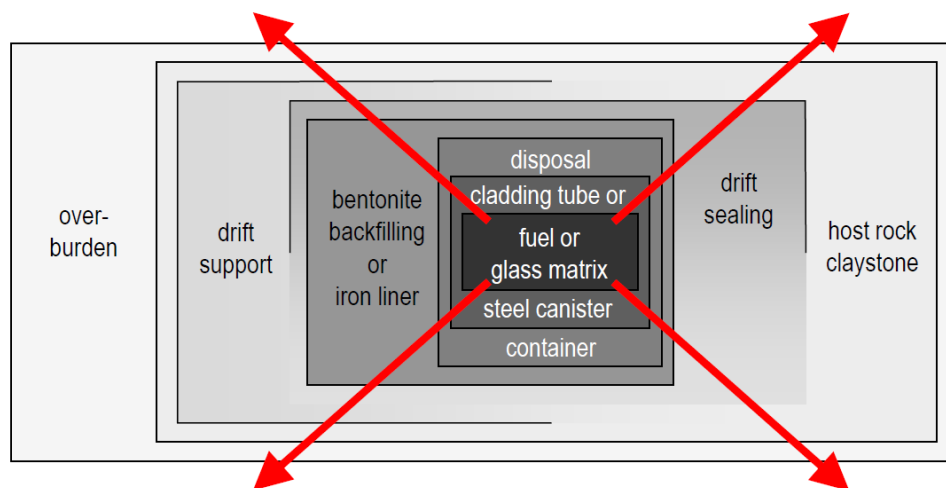 over-
burden
drift
support
bentonite
backfilling
or
iron liner
disposal
cladding tube or
fuel or
glass matrix
steel canister
container
drift
sealing
host rock
claystone